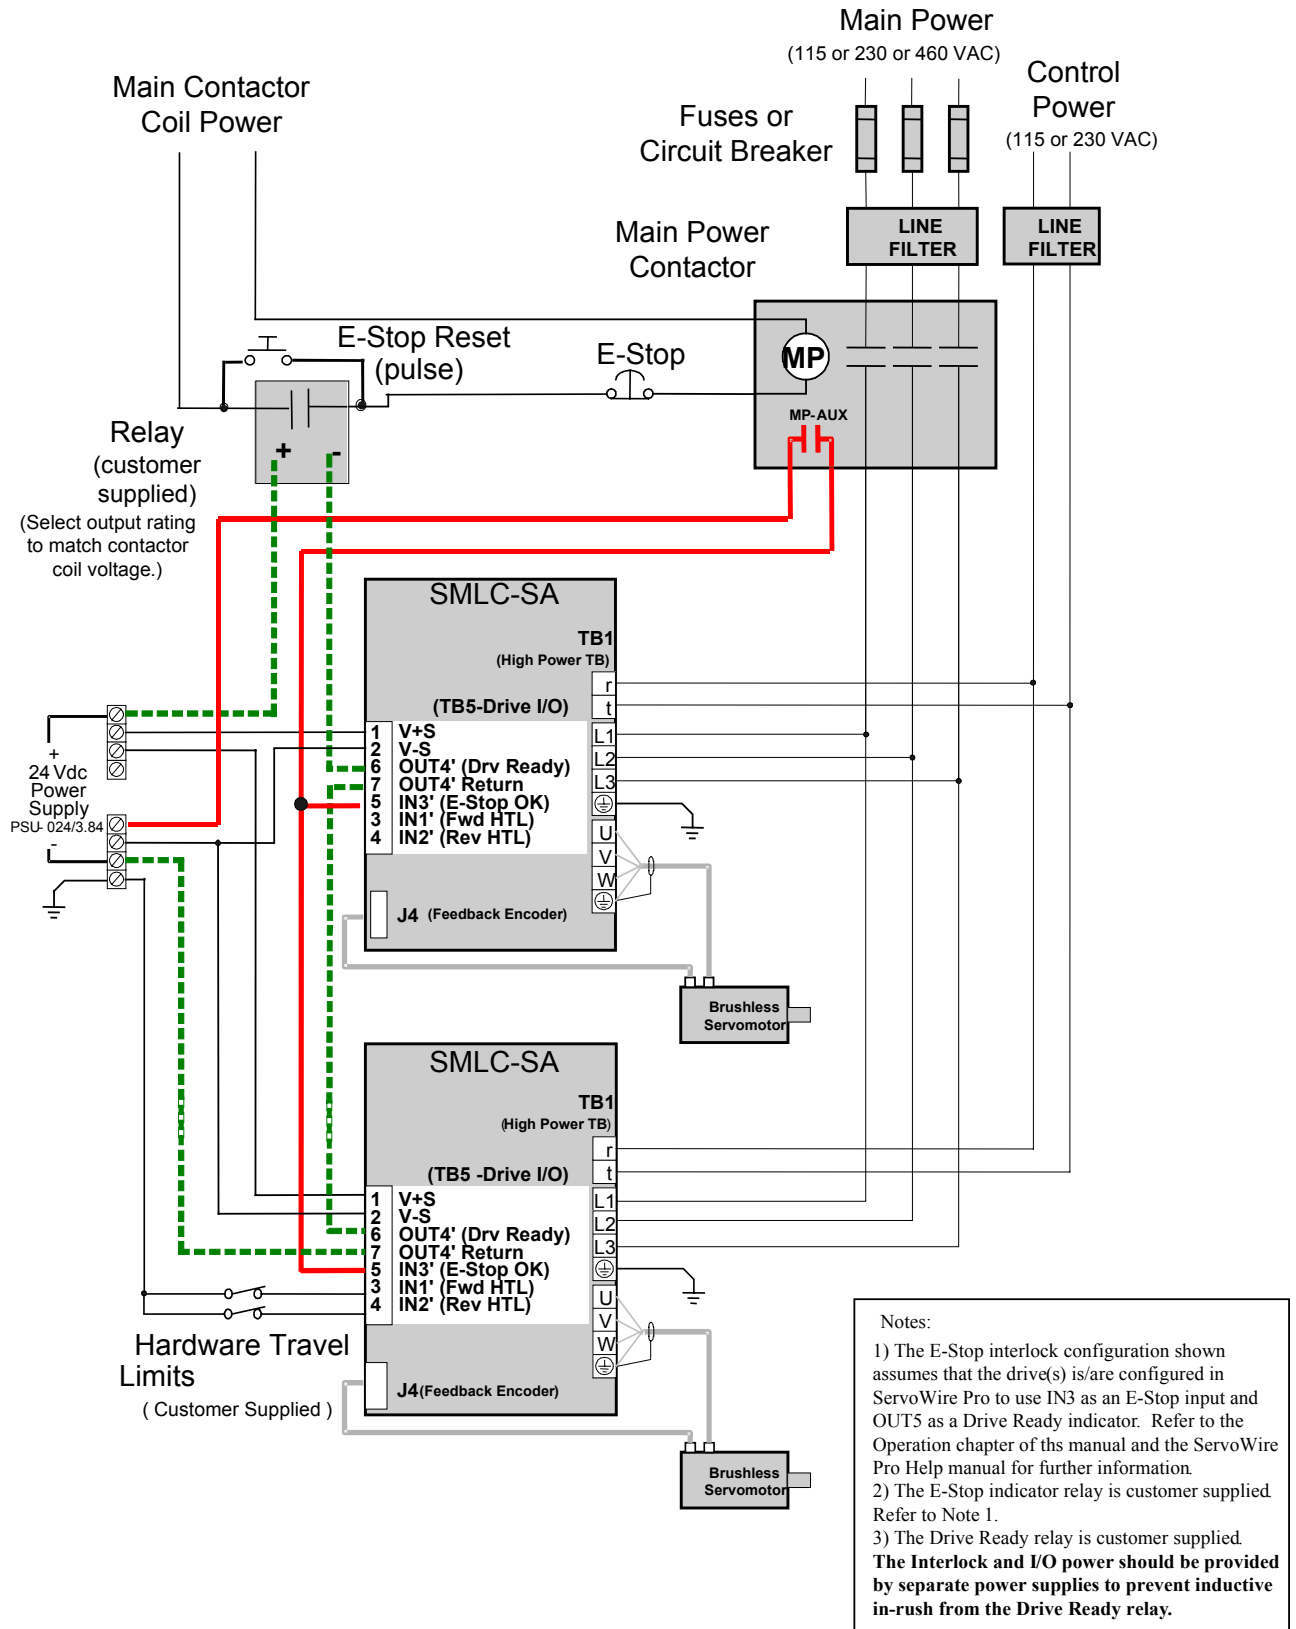 Main Power
(115 or 230 or 460 VAC)
Control
Power
(115 or 230 VAC)
Main Contactor
Coil Power
Fuses or
Circuit Breaker
LINE
FILTER
LINE
FILTER
Main Power
Contactor
E-Stop Reset
(pulse)
E-Stop
MP
MP-AUX
Relay
(customer
supplied)
(Select output rating
to match contactor
coil voltage.)
+
-
SMLC-SA
TB1
(High Power TB)
r
t
(TB5-Drive I/O)
1 V+S
2 V-S
6 OUT4' (Drv Ready)
7 OUT4' Return
5 IN3' (E-Stop OK)
3 IN1' (Fwd HTL)
4 IN2' (Rev HTL)
L1
L2
L3
U
V
W
J4 (Feedback Encoder)
+
24 Vdc
Power
Supply
PSU- 024/3.84
-
Brushless
Servomotor
SMLC-SA
TB1
(High Power TB)
r
t
(TB5 -Drive I/O)
1 V+S
2 V-S
6 OUT4' (Drv Ready)
7 OUT4' Return
5 IN3' (E-Stop OK)
3 IN1' (Fwd HTL)
4 IN2' (Rev HTL)
L1
L2
L3
U
V
W
J4(Feedback Encoder)
Hardware Travel
Limits
( Customer Supplied )
Brushless
Servomotor
Notes:
1) The E-Stop interlock configuration shown
assumes that the drive(s) is/are configured in
ServoWire Pro to use IN3 as an E-Stop input and
OUT5 as a Drive Ready indicator. Refer to the
Operation chapter of ths manual and the ServoWire
Pro Help manual for further information.
2) The E-Stop indicator relay is customer supplied.
Refer to Note 1.
3) The Drive Ready relay is customer supplied.
The Interlock and I/O power should be provided
by separate power supplies to prevent inductive
in-rush from the Drive Ready relay.